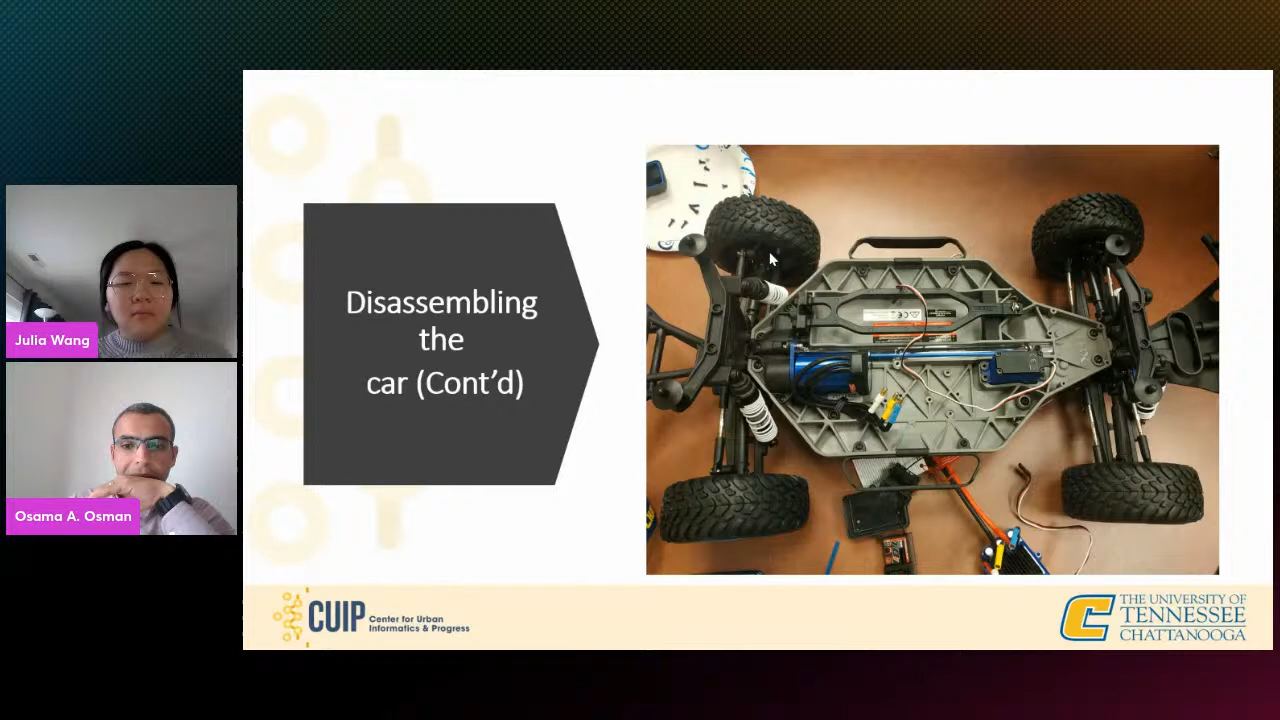 Julia Wang
Osama A. Osman
Disassembling
the
car (Cont’d)
CUIP
Center for Urban
Informatics & Progress
THE UNIVERSITY OF
TENNESSEE
CHATTANOOGA